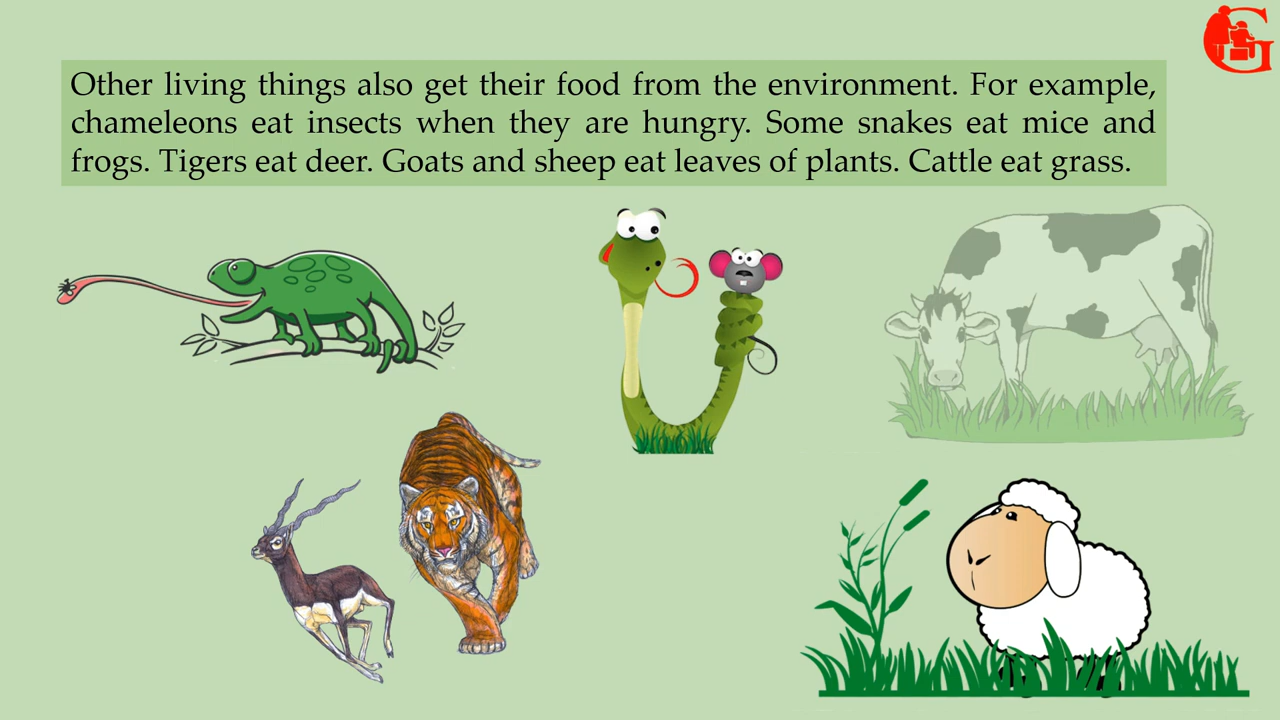 Other living things also get their food from the environment. For example,
chameleons eat insects when they are hungry. Some snakes eat mice and
frogs. Tigers eat deer. Goats and sheep eat leaves of plants. Cattle eat grass.